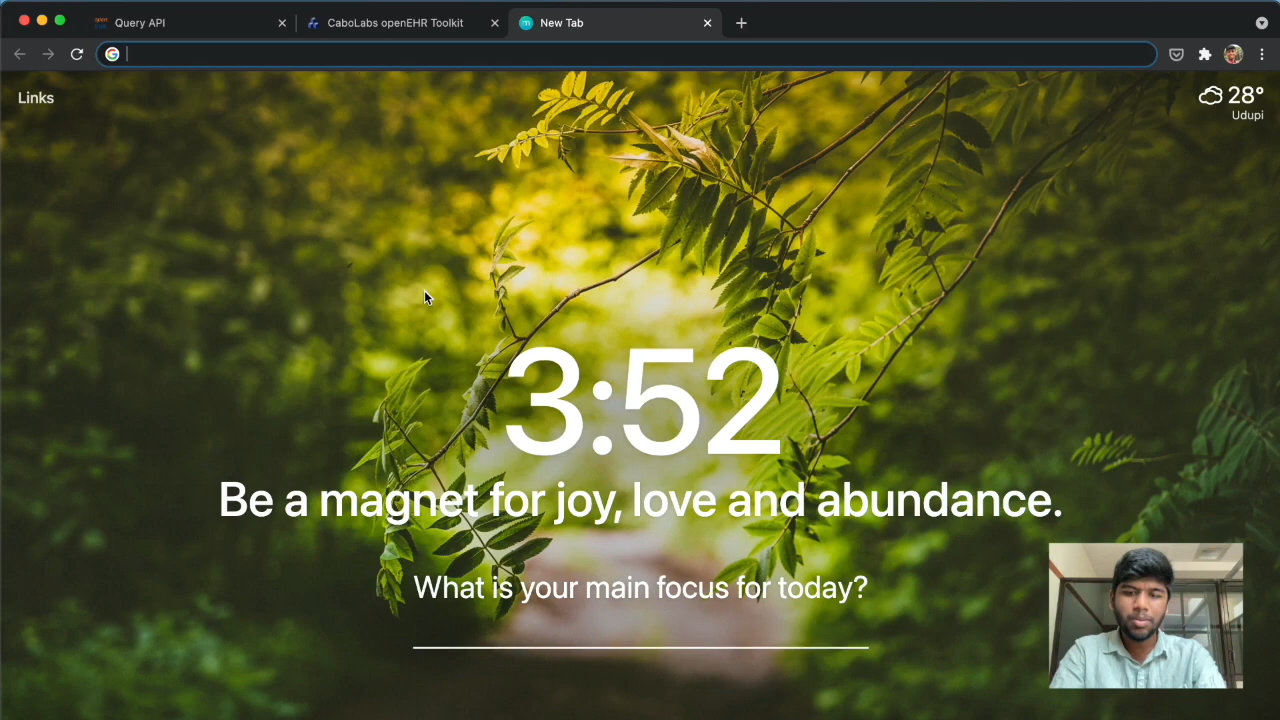 Query API
CaboLabs openEHR Toolkit
New Tab
Links
28°
Udupi
3:52
Be a magnet for joy, love and abundance.
What is your main focus for today?